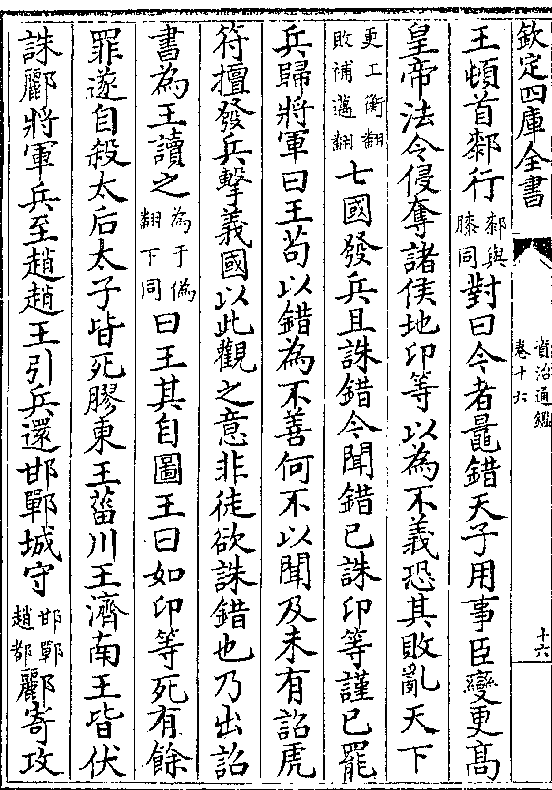 欽定四庫全書
資治通鑑
卷十六
十六
王頓首䣛行䣛與膝同對曰今者鼂錯天子用事臣變更髙
皇帝法令侵奪諸侯地卬等以為不義恐其敗亂天下
更工衡翻敗補邁翻七國發兵且誅錯今聞錯已誅卬等謹已罷
兵歸將軍曰王苟以錯為不善何不以聞及未有詔虎
符擅發兵擊義國以此觀之意非徒欲誅錯也乃出詔
書為王讀之為于偽翻下同曰王其自圖王曰如卬等死有餘
罪遂自殺太后太子皆死膠東王菑川王濟南王皆伏
誅酈將軍兵至趙趙王引兵還邯鄲城守邯鄲趙都酈寄攻